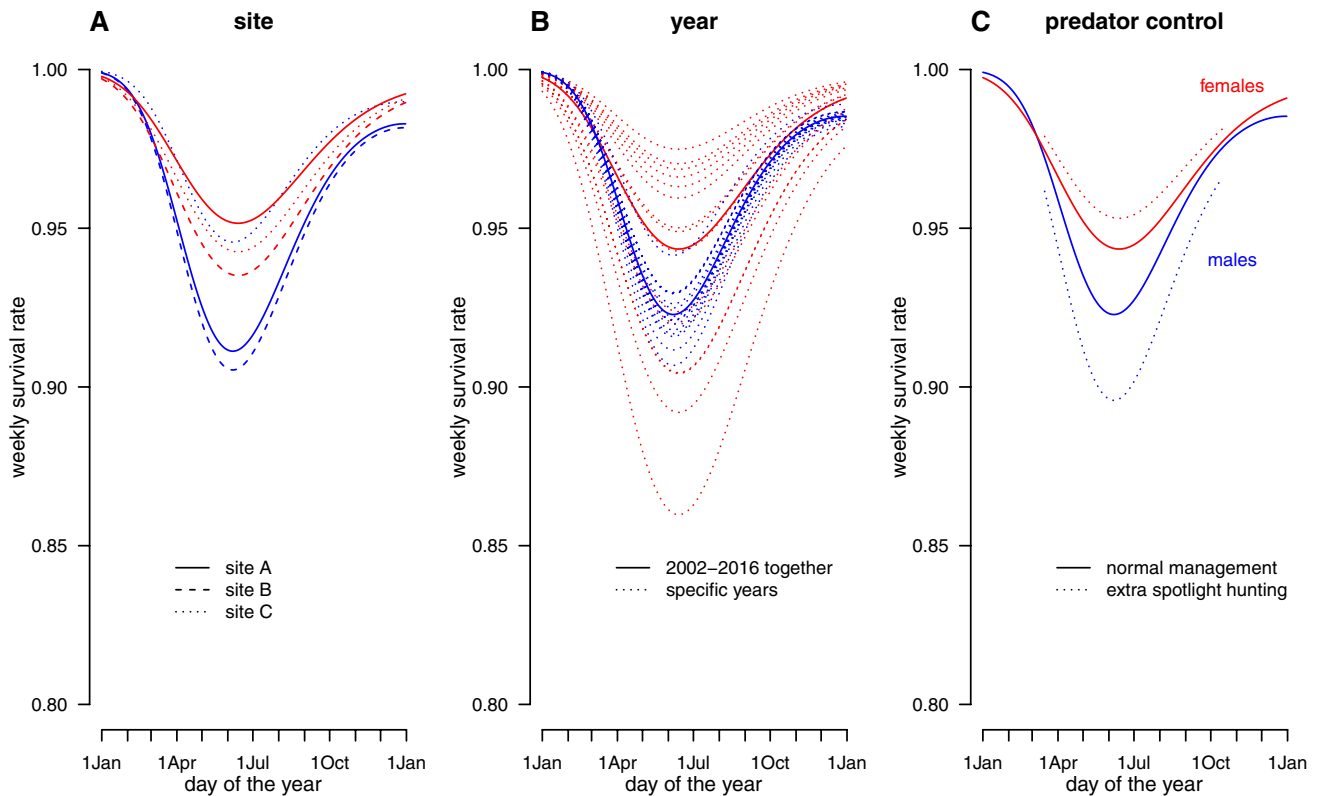 A site
1.00
0.95
0.90
0.85
0.80
weekly survival rate
site A
site B
site C
1Jan 1Apr 1Jul 1Oct 1Jan
day of the year
B year
1.00
0.95
0.90
0.85
0.80
weekly survival rate
2002−2016 together
specific years
1Jan 1Apr 1Jul 1Oct 1Jan
day of the year
C predator control
1.00
0.95
0.90
0.85
0.80
weekly survival rate
females
males
normal management
extra spotlight hunting
1Jan 1Apr 1Jul 1Oct 1Jan
day of the year